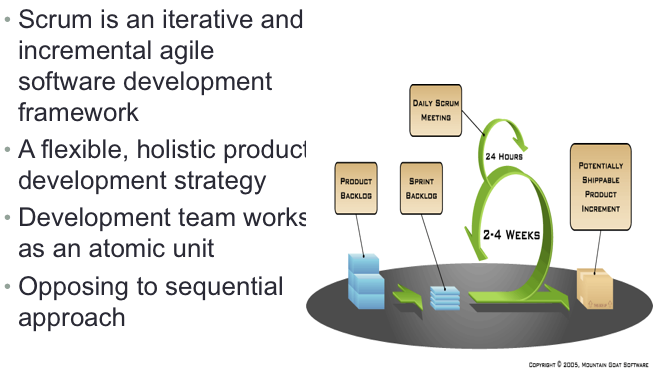 • Scrum is an iterative and
incremental agile
software development
framework
• A flexible, holistic product
development strategy
• Development team works
as an atomic unit
• Opposing to sequential
approach
Daily Scrum
Meeting
24 Hours
Product
Backlog
Sprint
Backlog
2-4 Weeks
Potentially
Shippable
Product
Increment
Copyright © 2005, Mountain Goat Software